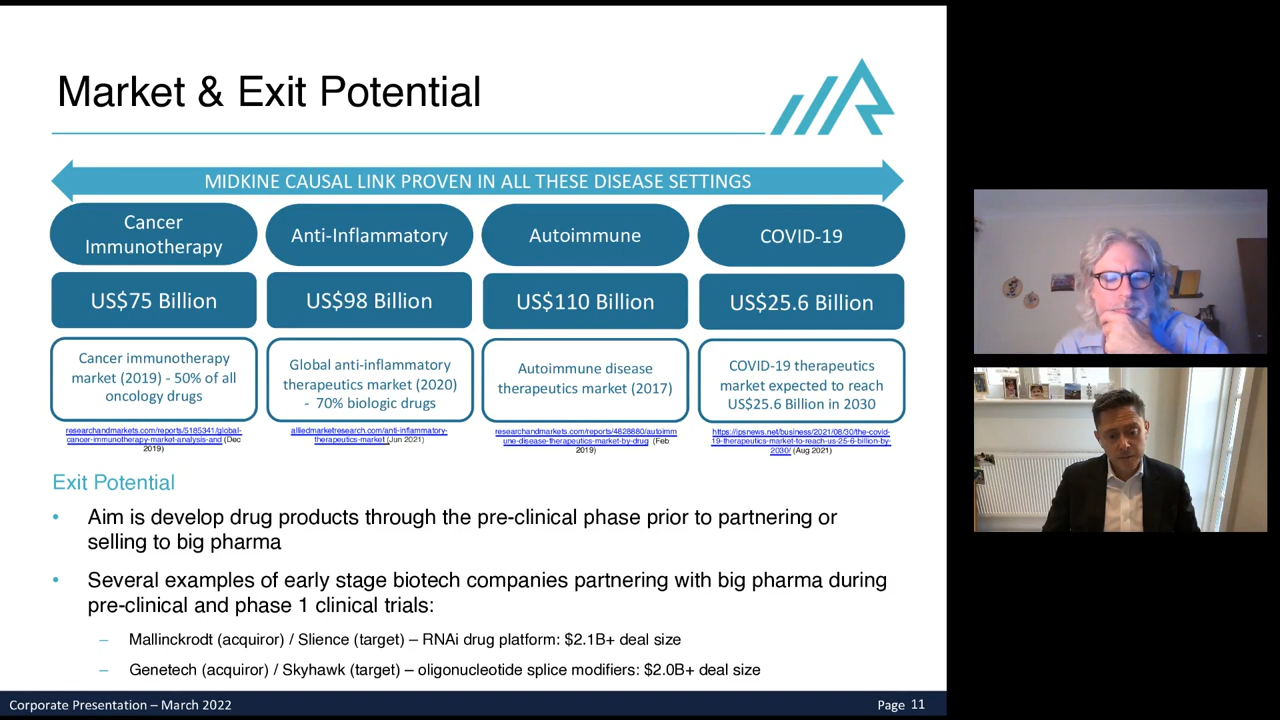 Market & Exit Potential
MIDKINE CAUSAL LINK PROVEN IN ALL THESE DISEASE SETTINGS
Cancer
Immunotherapy
Anti-Inflammatory
Autoimmune
COVID-19
US$75 Billion
US$98 Billion
US$110 Billion
US$25.6 Billion
Cancer immunotherapy
market (2019) - 50% of all
oncology drugs
Global anti-inflammatory
therapeutics market (2020)
- 70% biologic drugs
Autoimmune disease
therapeutics market (2017)
COVID-19 therapeutics
market expected to reach
US$25.6 Billion in 2030
researchandmarkets.com/reports/5185341/global-
cancer-immunotherapy-market-analysis-and (Dec
2019)
alliedmarketresearch.com/anti-inflammatory-
therapeutics-market (Jun 2021)
researchandmarkets.com/reports/4828880/autoimm
une-disease-therapeutics-market-by-drug (Feb
2019)
https://ipsnews.net/business/2021/08/30/the-covid-
19-therapeutics-market-to-reach-us-25-6-billion-by-
2030/ (Aug 2021)
Exit Potential
• Aim is develop drug products through the pre-clinical phase prior to partnering or
selling to big pharma
• Several examples of early stage biotech companies partnering with big pharma during
pre-clinical and phase 1 clinical trials:
– Mallinckrodt (acquiror) / Slience (target) – RNAi drug platform: $2.1B+ deal size
– Genetech (acquiror) / Skyhawk (target) – oligonucleotide splice modifiers: $2.0B+ deal size
Corporate Presentation – March 2022
Page 11